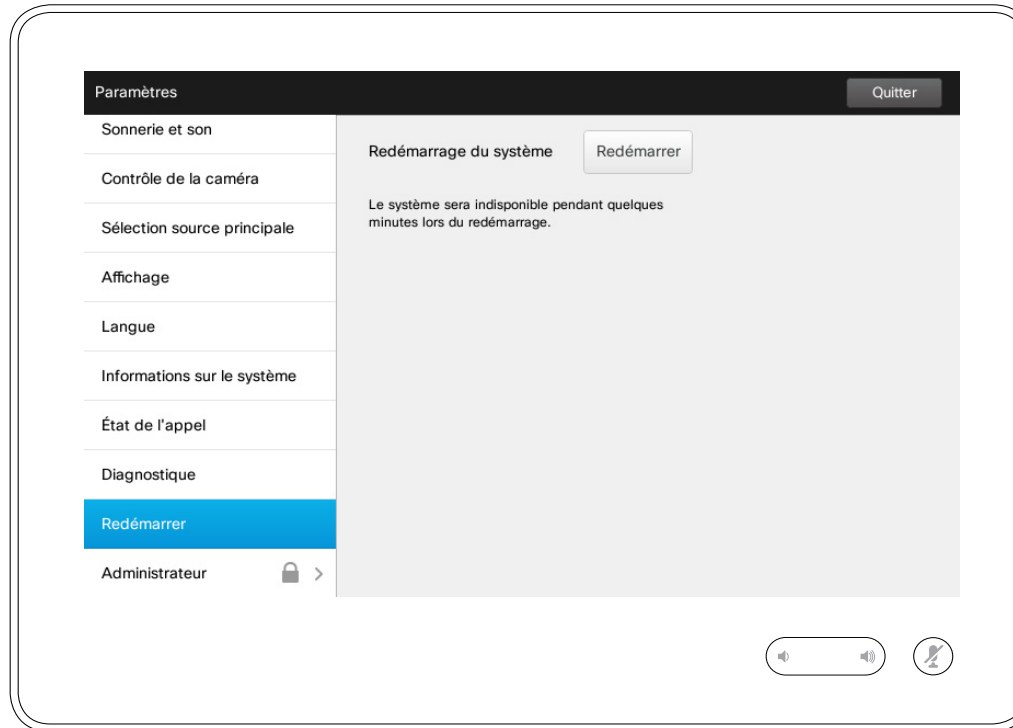 Paramètres
Quitter
Sonnerie et son
Contrôle de la caméra
Sélection source principale
Affichage
Langue
Informations sur le système
État de l'appel
Diagnostique
Redémarrer
Administrateur
Redémarrage du système
Redémarrer
Le système sera indisponible pendant quelques
minutes lors du redémarrage.